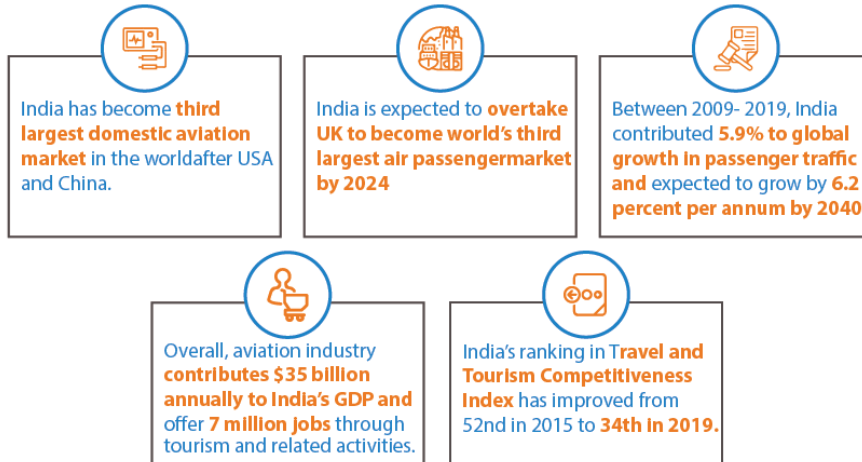 India has become third
largest domestic aviation
market in the worldafter USA
and China.
India is expected to overtake
UK to become world's third
largest air passengermarket
by 2024
Between 2009- 2019, India
contributed 5.9% to global
growth in passenger traffic
and expected to grow by 6.2
percent per annum by 2040
Overall, aviation industry
contributes $35 billion
annually to India's GDP and
offer 7 million jobs through
tourism and related activities.
India's ranking in Travel and
Tourism Competitiveness
Index has improved from
52nd in 2015 to 34th in 2019.